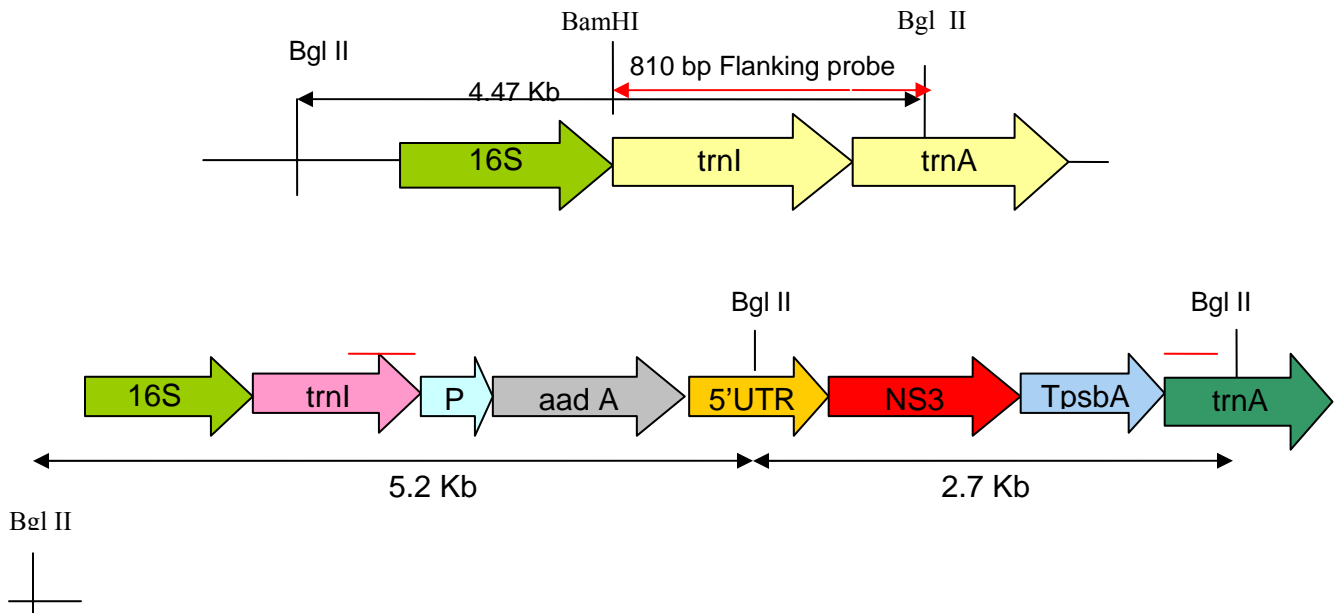 BamHI
Bgl II
Bgl II
810 bp Flanking probe
4.47 Kb
16S
trnI
trnA
Bgl II
Bgl II
16S
trnI
P
aad A
5'UTR
NS3
TpsbA
trnA
5.2 Kb
2.7 Kb
Bgl II